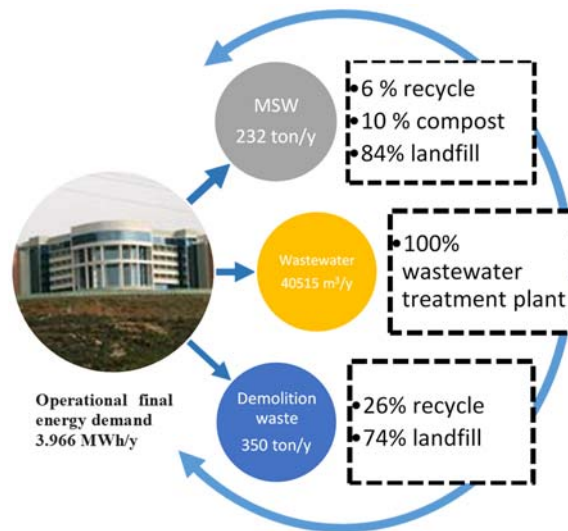 MSW
232 ton/y
•6 % recycle
•10 % compost
•84% landfill
Wastewater
40515 m³/y
•100%
wastewater
treatment plant
Operational final
energy demand
3.966 MWh/y
Demolition
waste
350 ton/y
•26% recycle
•74% landfill